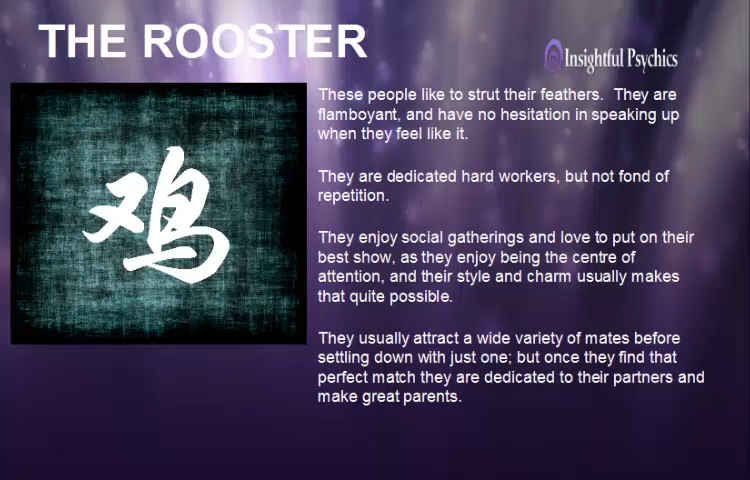 THE ROOSTER
Insightful Psychics
鸡
These people like to strut their feathers. They are
flamboyant, and have no hesitation in speaking up
when they feel like it.
They are dedicated hard workers, but not fond of
repetition.
They enjoy social gatherings and love to put on their
best show, as they enjoy being the centre of
attention, and their style and charm usually makes
that quite possible.
They usually attract a wide variety of mates before
settling down with just one; but once they find that
perfect match they are dedicated to their partners and
make great parents.